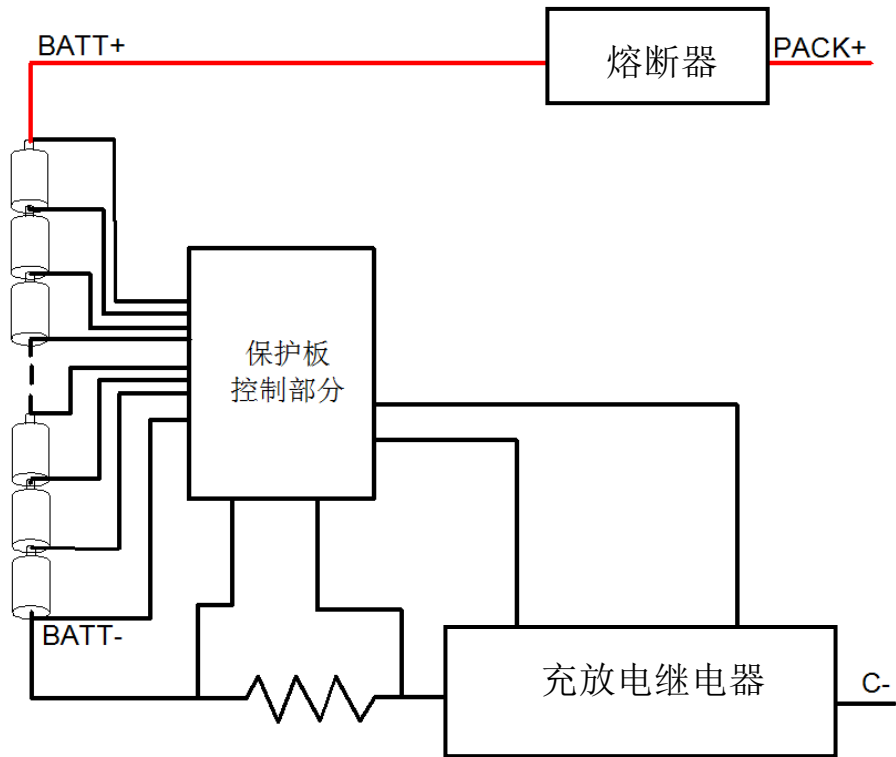 BATT+
熔断器
PACK+
保护板
控制部分
BATT-
充放电继电器
C-